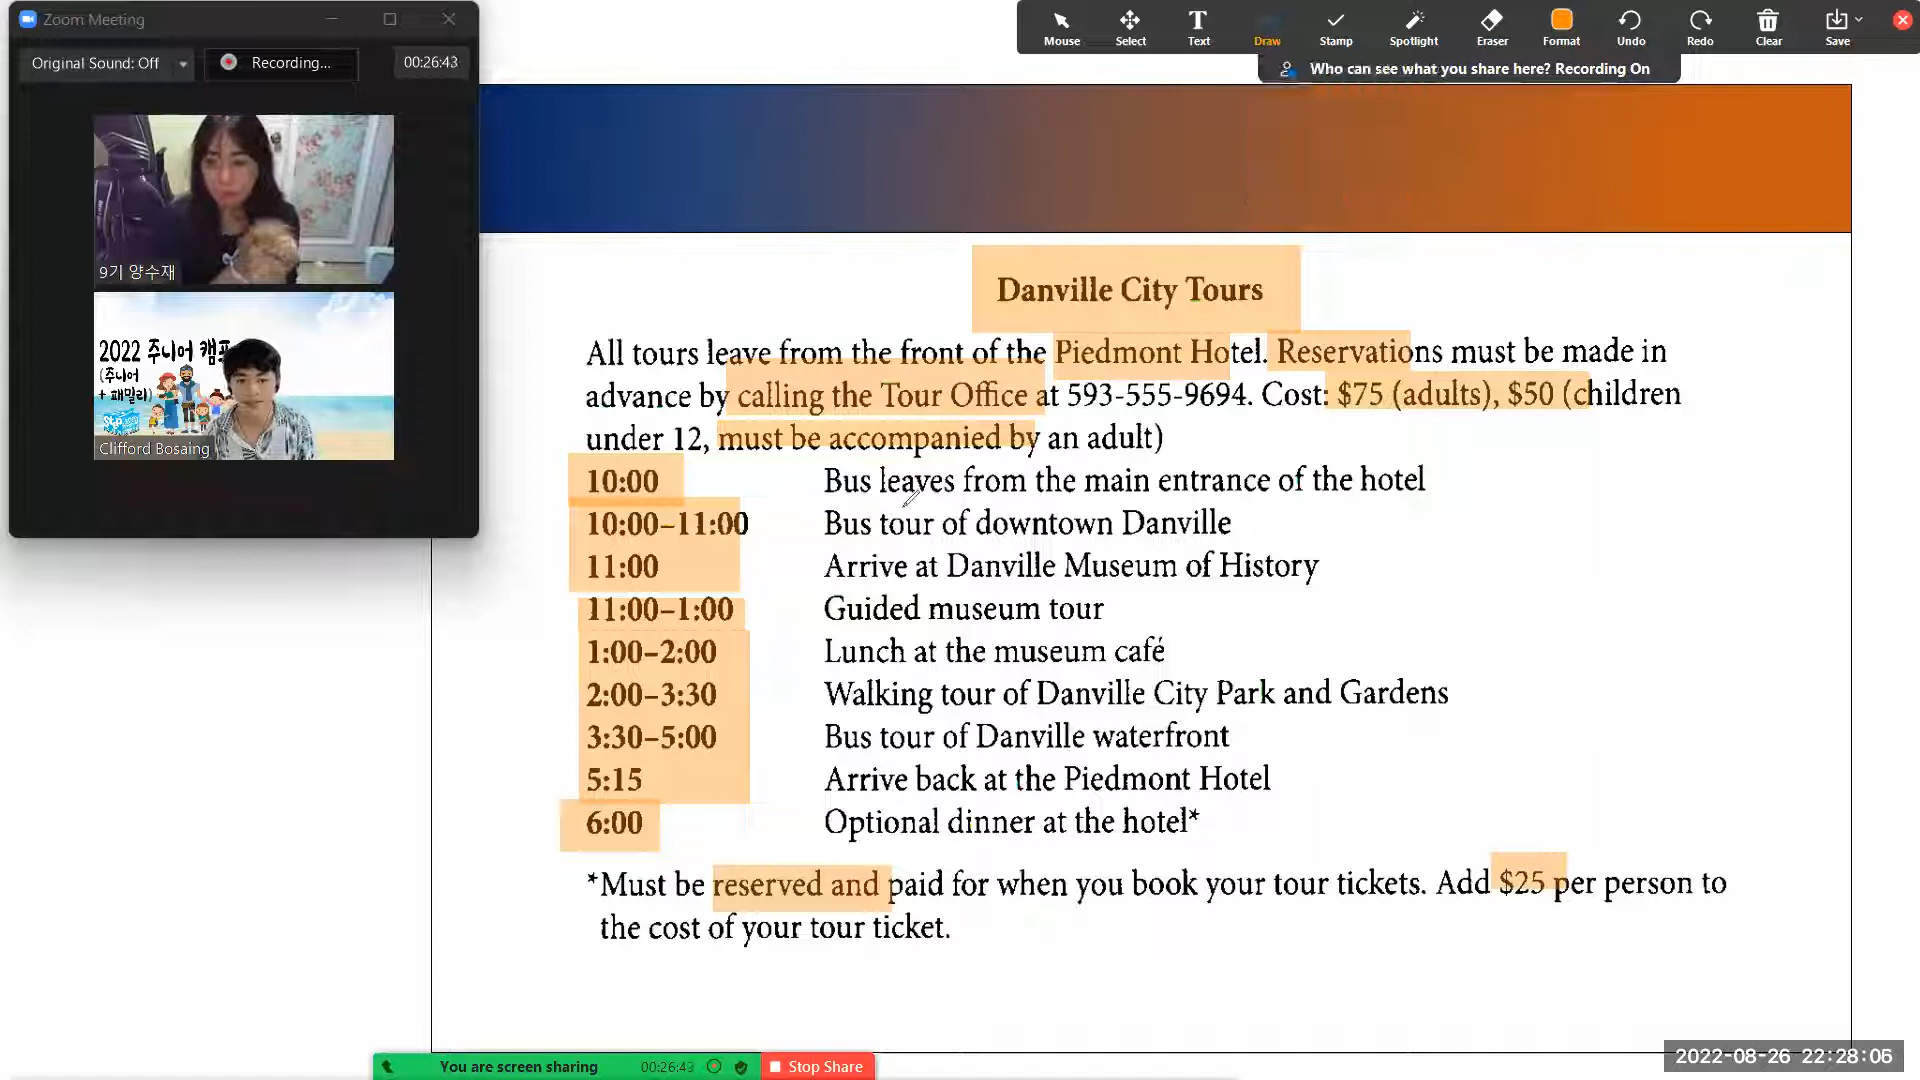 Zoom Meeting
Original Sound: Off
Recording...
00:26:43
9기 양수재
2022 주니어 캠프
(주니어
+ 패밀리)
Clifford Bosaing
Mouse
Select
Text
Draw
Stamp
Spotlight
Eraser
Format
Undo
Redo
Clear
Save
Who can see what you share here? Recording On
Danville City Tours
All tours leave from the front of the Piedmont Hotel. Reservations must be made in
advance by calling the Tour Office at 593-555-9694. Cost: $75 (adults), $50 (children
under 12, must be accompanied by an adult)
10:00 Bus leaves from the main entrance of the hotel
10:00–11:00 Bus tour of downtown Danville
11:00 Arrive at Danville Museum of History
11:00–1:00 Guided museum tour
1:00–2:00 Lunch at the museum café
2:00–3:30 Walking tour of Danville City Park and Gardens
3:30–5:00 Bus tour of Danville waterfront
5:15 Arrive back at the Piedmont Hotel
6:00 Optional dinner at the hotel*
*Must be reserved and paid for when you book your tour tickets. Add $25 per person to
the cost of your tour ticket.
You are screen sharing
00:26:43
Stop Share
2022-08-26 22:28:06